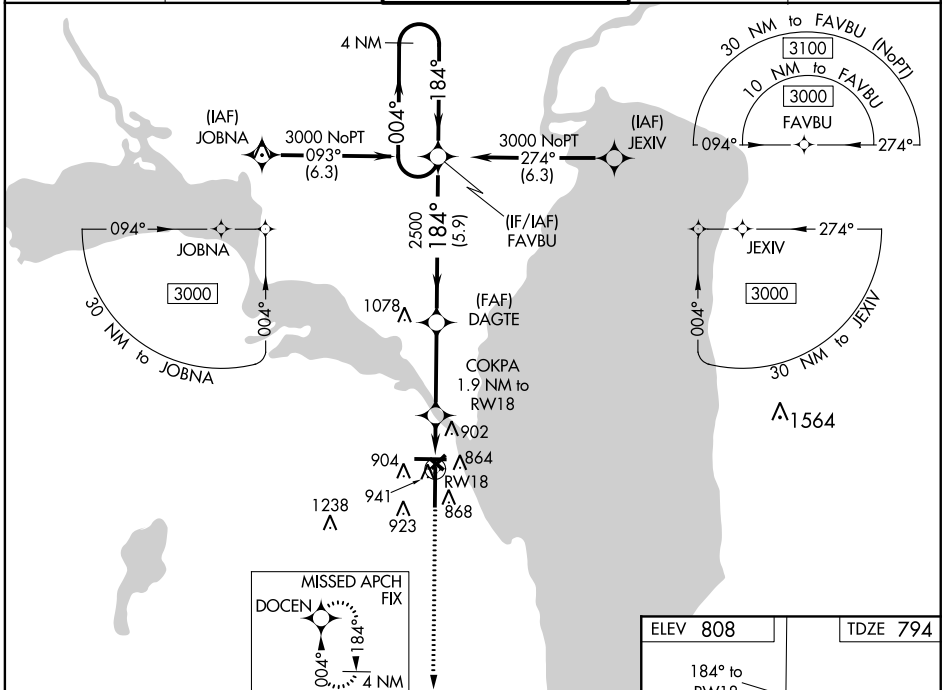 4 NM
004°
184°
(IAF)
JOBNA
3000 NoPT
093°
(6.3)
3000 NoPT
274°
(6.3)
(IAF)
JEXIV
(IF/IAF)
FAVBU
2500
184°
(5.9)
30 NM to FAVBU (NoPT)
3100
10 NM to FAVBU
3000
FAVBU
094°
274°
094°
JOBNA
3000
004°
30 NM to JOBNA
274°
JEXIV
3000
004°
30 NM to JEXIV
1078
(FAF)
DAGTE
COKPA
1.9 NM to
RW18
902
904
864
RW18
941
868
923
1238
1564
MISSED APCH
FIX
DOCEN
184°
004°
4 NM
ELEV 808
TDZE 794
184° to
RW18